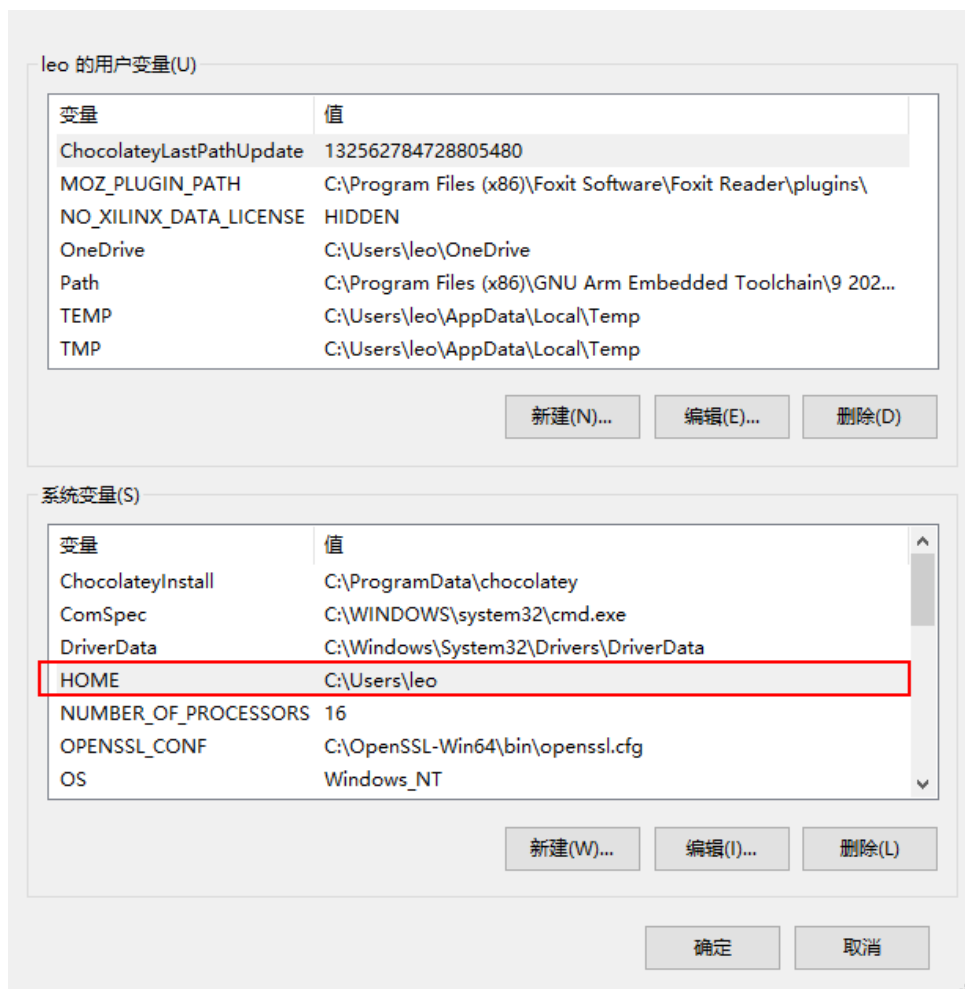 leo 的用户变量(U)
变量 值
ChocolateyLastPathUpdate 132562784728805480
MOZ_PLUGIN_PATH C:\Program Files (x86)\Foxit Software\Foxit Reader\plugins\
NO_XILINX_DATA_LICENSE HIDDEN
OneDrive C:\Users\leo\OneDrive
Path C:\Program Files (x86)\GNU Arm Embedded Toolchain\9 202...
TEMP C:\Users\leo\AppData\Local\Temp
TMP C:\Users\leo\AppData\Local\Temp
新建(N)... 编辑(E)... 删除(D)
系统变量(S)
变量 值
ChocolateyInstall C:\ProgramData\chocolatey
ComSpec C:\WINDOWS\system32\cmd.exe
DriverData C:\Windows\System32\Drivers\DriverData
HOME C:\Users\leo
NUMBER_OF_PROCESSORS 16
OPENSSL_CONF C:\OpenSSL-Win64\bin\openssl.cfg
OS Windows_NT
新建(W)... 编辑(I)... 删除(L)
确定 取消